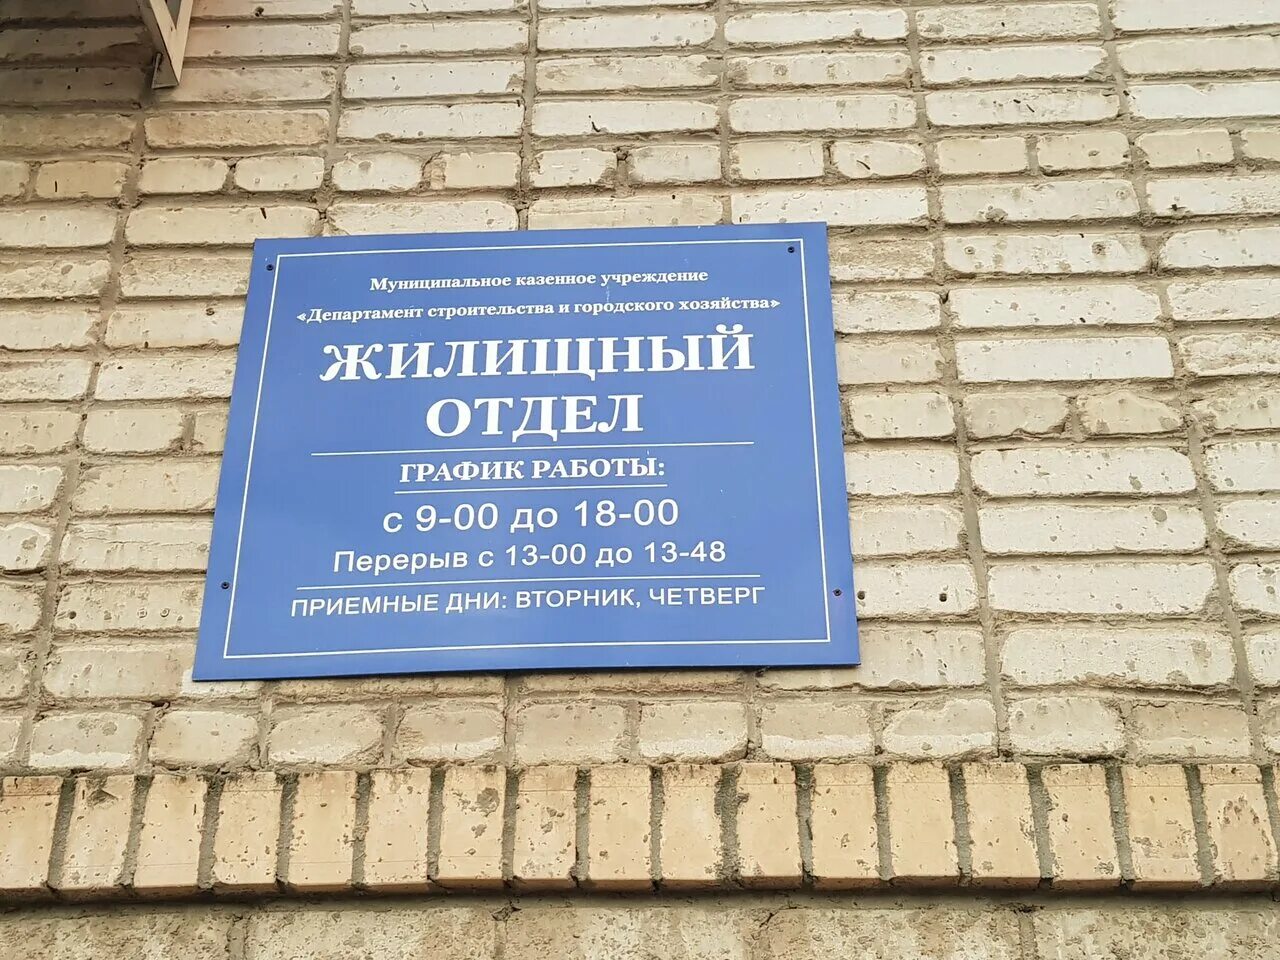 Муниципальное казенное учреждение
«Департамент строительства и городского хозяйства»
ЖИЛИЩНЫЙ
ОТДЕЛ
ГРАФИК РАБОТЫ:
с 9-00 до 18-00
Перерыв с 13-00 до 13-48
ПРИЕМНЫЕ ДНИ: ВТОРНИК, ЧЕТВЕРГ